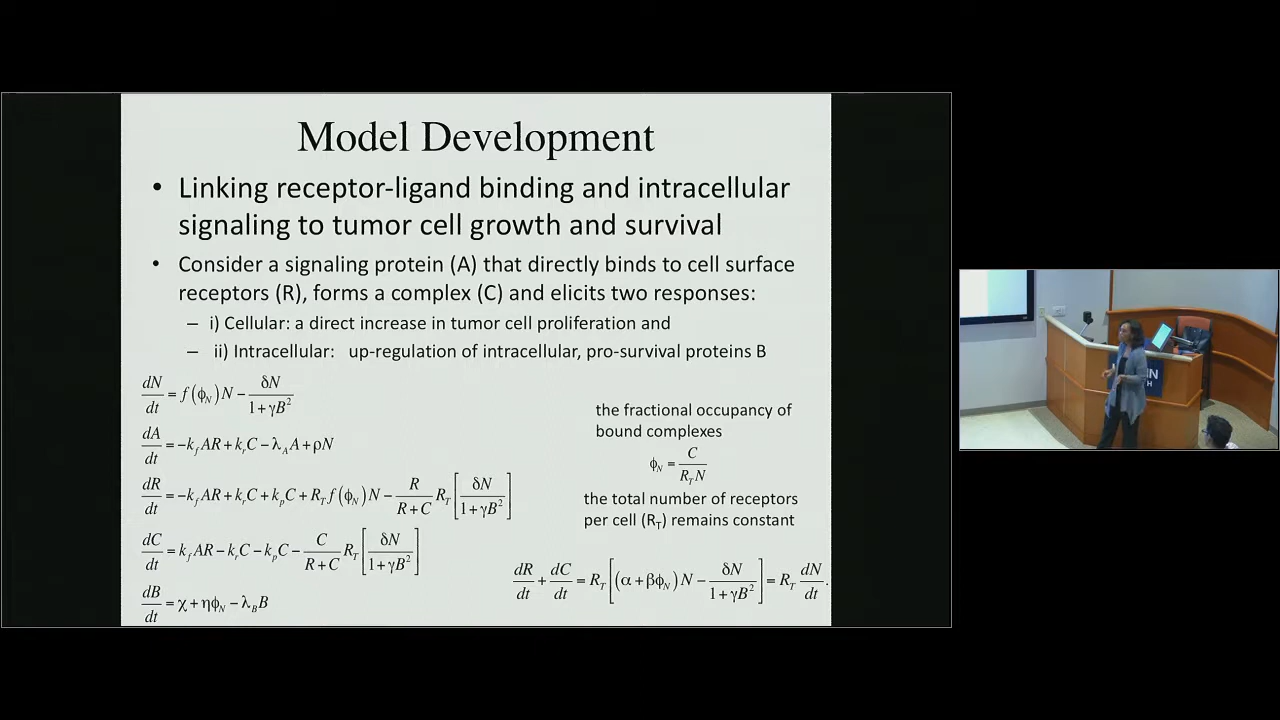 Model Development
• Linking receptor-ligand binding and intracellular
signaling to tumor cell growth and survival
• Consider a signaling protein (A) that directly binds to cell surface
receptors (R), forms a complex (C) and elicits two responses:
– i) Cellular: a direct increase in tumor cell proliferation and
– ii) Intracellular: up-regulation of intracellular, pro-survival proteins B
dN/dt = f(ϕ_N)N − δN/(1+γB²)
dA/dt = −k_f AR + k_r C − λ_A A + ρN
dR/dt = −k_f AR + k_r C + k_p C + R_T f(ϕ_N)N − R/(R+C) R_T [δN/(1+γB²)]
dC/dt = k_f AR − k_r C − k_p C − C/(R+C) R_T [δN/(1+γB²)]
dB/dt = χ + ηϕ_N − λ_B B
the fractional occupancy of
bound complexes
ϕ_N = C/(R_T N)
the total number of receptors
per cell (R_T) remains constant
dR/dt + dC/dt = R_T [(α+βϕ_N)N − δN/(1+γB²)] = R_T dN/dt.